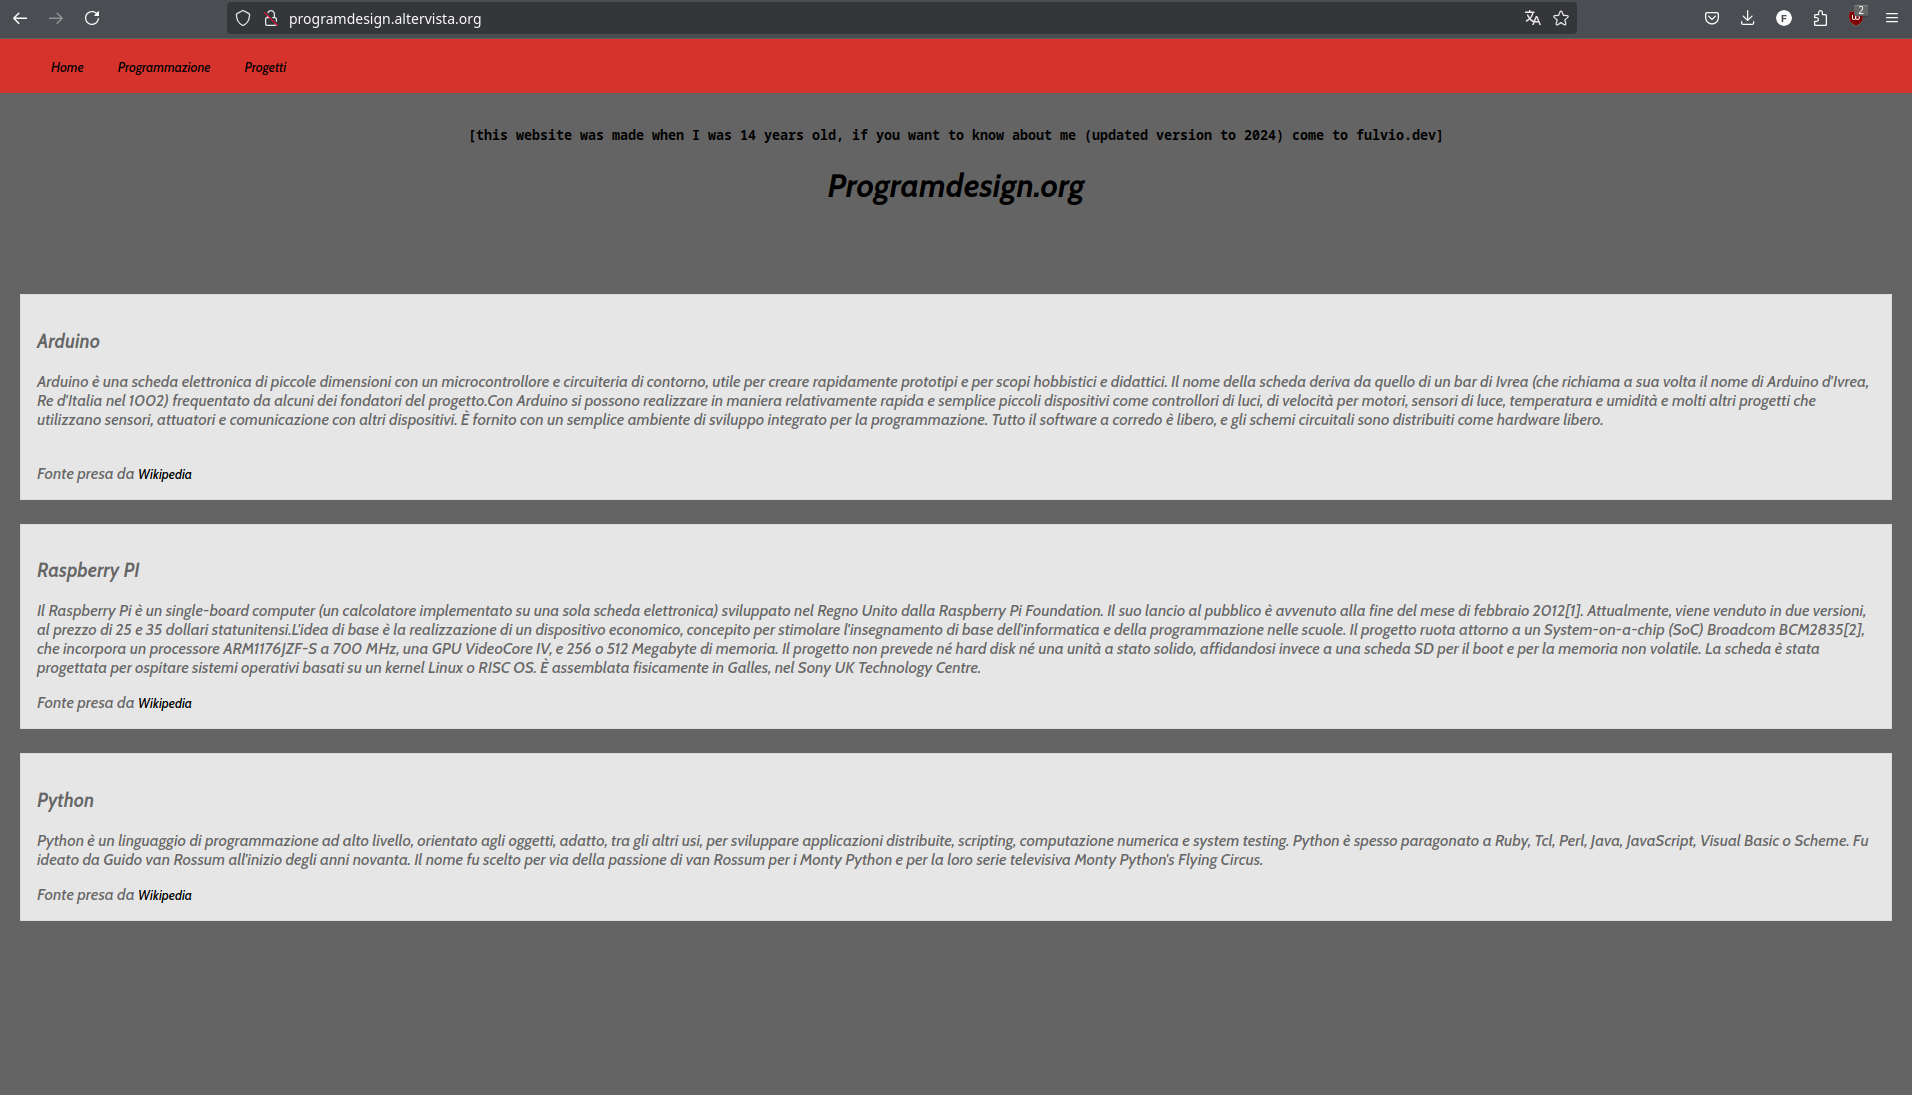 programdesign.altervista.org
2
F
Home Programmazione Progetti
[this website was made when I was 14 years old, if you want to know about me (updated version to 2024) come to fulvio.dev]
Programdesign.org
Arduino
Arduino è una scheda elettronica di piccole dimensioni con un microcontrollore e circuiteria di contorno, utile per creare rapidamente prototipi e per scopi hobbistici e didattici. Il nome della scheda deriva da quello di un bar di Ivrea (che richiama a sua volta il nome di Arduino d'Ivrea,
Re d'Italia nel 1002) frequentato da alcuni dei fondatori del progetto.Con Arduino si possono realizzare in maniera relativamente rapida e semplice piccoli dispositivi come controllori di luci, di velocità per motori, sensori di luce, temperatura e umidità e molti altri progetti che
utilizzano sensori, attuatori e comunicazione con altri dispositivi. È fornito con un semplice ambiente di sviluppo integrato per la programmazione. Tutto il software a corredo è libero, e gli schemi circuitali sono distribuiti come hardware libero.
Fonte presa da Wikipedia
Raspberry PI
Il Raspberry Pi è un single-board computer (un calcolatore implementato su una sola scheda elettronica) sviluppato nel Regno Unito dalla Raspberry Pi Foundation. Il suo lancio al pubblico è avvenuto alla fine del mese di febbraio 2012[1]. Attualmente, viene venduto in due versioni,
al prezzo di 25 e 35 dollari statunitensi.L'idea di base è la realizzazione di un dispositivo economico, concepito per stimolare l'insegnamento di base dell'informatica e della programmazione nelle scuole. Il progetto ruota attorno a un System-on-a-chip (SoC) Broadcom BCM2835[2],
che incorpora un processore ARM1176JZF-S a 700 MHz, una GPU VideoCore IV, e 256 o 512 Megabyte di memoria. Il progetto non prevede né hard disk né una unità a stato solido, affidandosi invece a una scheda SD per il boot e per la memoria non volatile. La scheda è stata
progettata per ospitare sistemi operativi basati su un kernel Linux o RISC OS. È assemblata fisicamente in Galles, nel Sony UK Technology Centre.
Fonte presa da Wikipedia
Python
Python è un linguaggio di programmazione ad alto livello, orientato agli oggetti, adatto, tra gli altri usi, per sviluppare applicazioni distribuite, scripting, computazione numerica e system testing. Python è spesso paragonato a Ruby, Tcl, Perl, Java, JavaScript, Visual Basic o Scheme. Fu
ideato da Guido van Rossum all'inizio degli anni novanta. Il nome fu scelto per via della passione di van Rossum per i Monty Python e per la loro serie televisiva Monty Python's Flying Circus.
Fonte presa da Wikipedia